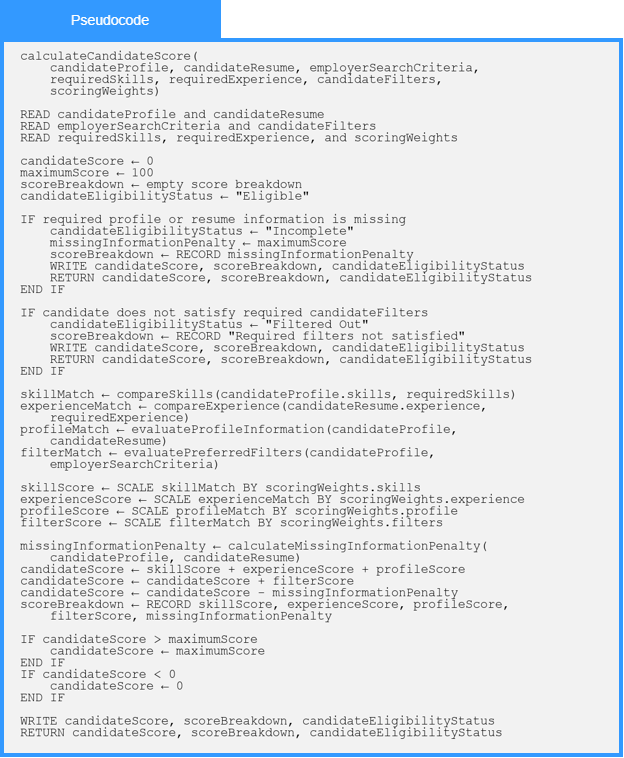 Pseudocode
calculateCandidateScore(
candidateProfile, candidateResume, employerSearchCriteria,
requiredSkills, requiredExperience, candidateFilters,
scoringWeights)
READ candidateProfile and candidateResume
READ employerSearchCriteria and candidateFilters
READ requiredSkills, requiredExperience, and scoringWeights
candidateScore ← 0
maximumScore ← 100
scoreBreakdown ← empty score breakdown
candidateEligibilityStatus ← "Eligible"
IF required profile or resume information is missing
candidateEligibilityStatus ← "Incomplete"
missingInformationPenalty ← maximumScore
scoreBreakdown ← RECORD missingInformationPenalty
WRITE candidateScore, scoreBreakdown, candidateEligibilityStatus
RETURN candidateScore, scoreBreakdown, candidateEligibilityStatus
END IF
IF candidate does not satisfy required candidateFilters
candidateEligibilityStatus ← "Filtered Out"
scoreBreakdown ← RECORD "Required filters not satisfied"
WRITE candidateScore, scoreBreakdown, candidateEligibilityStatus
RETURN candidateScore, scoreBreakdown, candidateEligibilityStatus
END IF
skillMatch ← compareSkills(candidateProfile.skills, requiredSkills)
experienceMatch ← compareExperience(candidateResume.experience,
requiredExperience)
profileMatch ← evaluateProfileInformation(candidateProfile,
candidateResume)
filterMatch ← evaluatePreferredFilters(candidateProfile,
employerSearchCriteria)
skillScore ← SCALE skillMatch BY scoringWeights.skills
experienceScore ← SCALE experienceMatch BY scoringWeights.experience
profileScore ← SCALE profileMatch BY scoringWeights.profile
filterScore ← SCALE filterMatch BY scoringWeights.filters
missingInformationPenalty ← calculateMissingInformationPenalty(
candidateProfile, candidateResume)
candidateScore ← skillScore + experienceScore + profileScore
candidateScore ← candidateScore + filterScore
candidateScore ← candidateScore − missingInformationPenalty
scoreBreakdown ← RECORD skillScore, experienceScore, profileScore,
filterScore, missingInformationPenalty
IF candidateScore > maximumScore
candidateScore ← maximumScore
END IF
IF candidateScore < 0
candidateScore ← 0
END IF
WRITE candidateScore, scoreBreakdown, candidateEligibilityStatus
RETURN candidateScore, scoreBreakdown, candidateEligibilityStatus